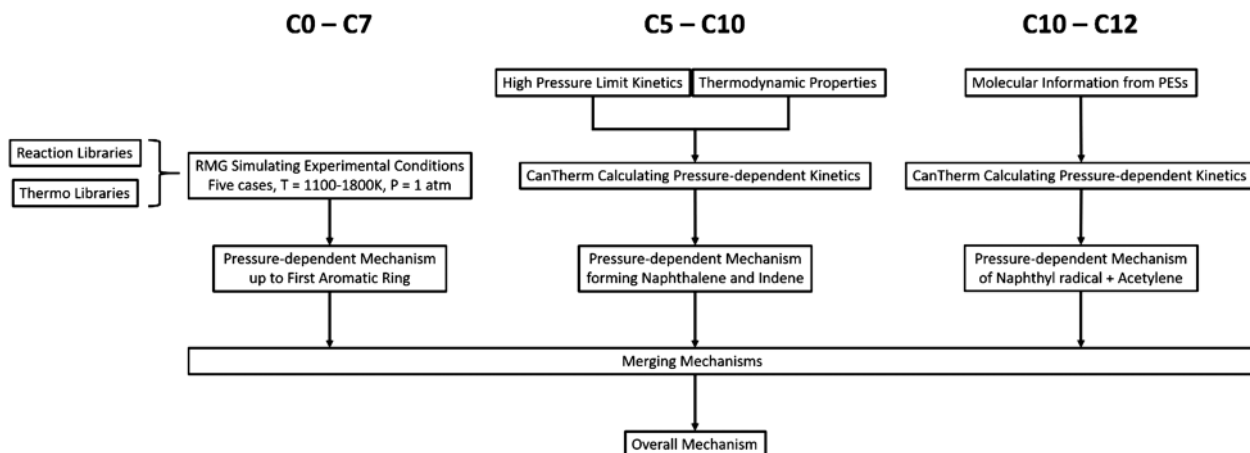 C0 – C7
C5 – C10
C10 – C12
High Pressure Limit Kinetics
Thermodynamic Properties
Molecular Information from PESs
Reaction Libraries
Thermo Libraries
RMG Simulating Experimental Conditions
Five cases, T = 1100-1800K, P = 1 atm
CanTherm Calculating Pressure-dependent Kinetics
CanTherm Calculating Pressure-dependent Kinetics
Pressure-dependent Mechanism
up to First Aromatic Ring
Pressure-dependent Mechanism
forming Naphthalene and Indene
Pressure-dependent Mechanism
of Naphthyl radical + Acetylene
Merging Mechanisms
Overall Mechanism